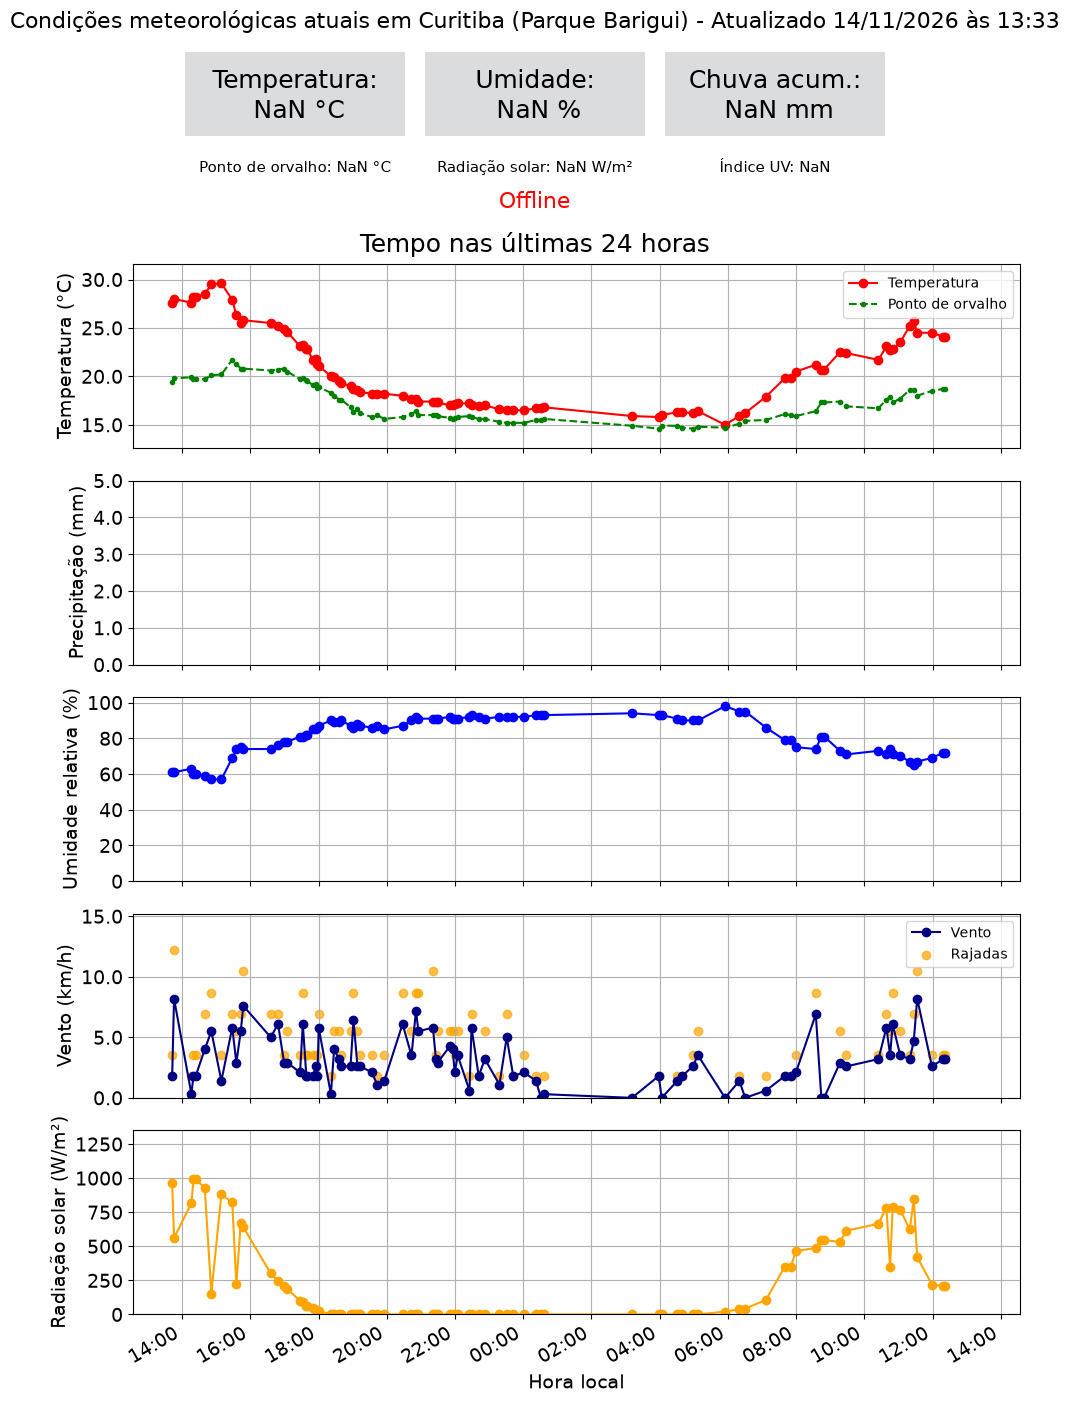 Condições meteorológicas atuais em Curitiba (Parque Barigui) - Atualizado 14/11/2026 às 13:33
Temperatura:
NaN °C
Umidade:
NaN %
Chuva acum.:
NaN mm
Ponto de orvalho: NaN °C
Radiação solar: NaN W/m²
Índice UV: NaN
Offline
Tempo nas últimas 24 horas
Temperatura (°C)
30.0
25.0
20.0
15.0
Temperatura
Ponto de orvalho
Precipitação (mm)
5.0
4.0
3.0
2.0
1.0
0.0
Umidade relativa (%)
100
80
60
40
20
0
Vento (km/h)
15.0
10.0
5.0
0.0
Vento
Rajadas
Radiação solar (W/m²)
1250
1000
750
500
250
0
14:00
16:00
18:00
20:00
22:00
00:00
02:00
04:00
06:00
08:00
10:00
12:00
14:00
Hora local